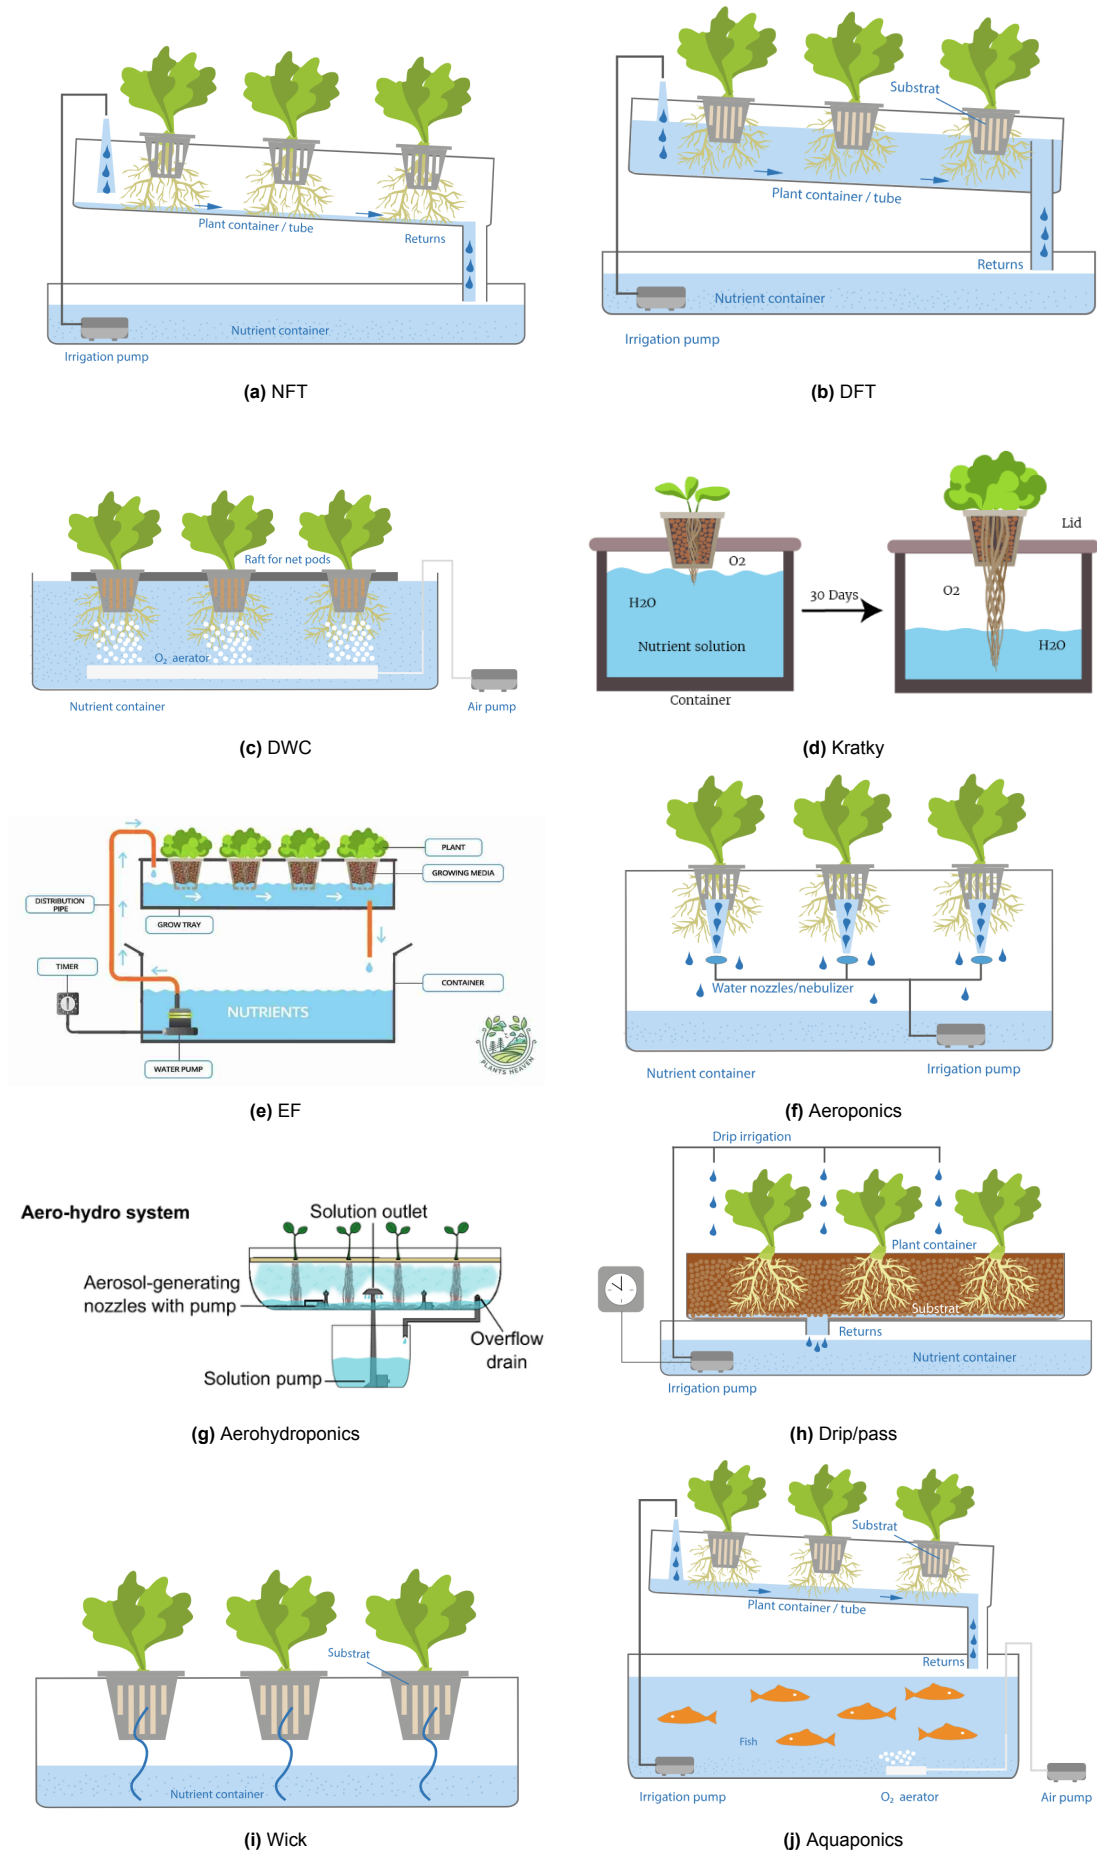 Plant container / tube
Returns
Nutrient container
Irrigation pump
(a) NFT
Substrat
Plant container / tube
Returns
Nutrient container
Irrigation pump
(b) DFT
Raft for net pods
O₂ aerator
Nutrient container
Air pump
(c) DWC
Lid
O2
H2O
Nutrient solution
Container
30 Days
O2
H2O
(d) Kratky
PLANT
GROWING MEDIA
DISTRIBUTION
PIPE
GROW TRAY
TIMER
CONTAINER
NUTRIENTS
WATER PUMP
PLANTS HEAVEN
(e) EF
Water nozzles/nebulizer
Nutrient container
Irrigation pump
(f) Aeroponics
Aero-hydro system
Solution outlet
Aerosol-generating
nozzles with pump
Overflow
drain
Solution pump
(g) Aerohydroponics
Drip irrigation
Plant container
Substrat
Returns
Nutrient container
Irrigation pump
(h) Drip/pass
Substrat
Nutrient container
(i) Wick
Substrat
Plant container / tube
Returns
Fish
Irrigation pump
O₂ aerator
Air pump
(j) Aquaponics